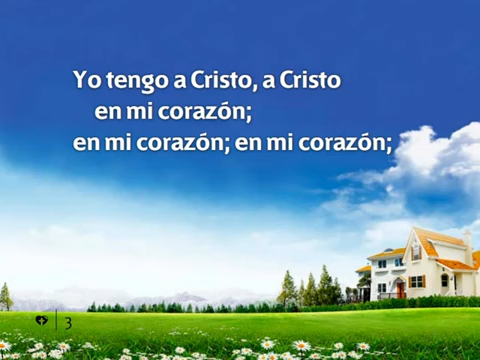 Yo tengo a Cristo, a Cristo
en mi corazón;
en mi corazón; en mi corazón;
3